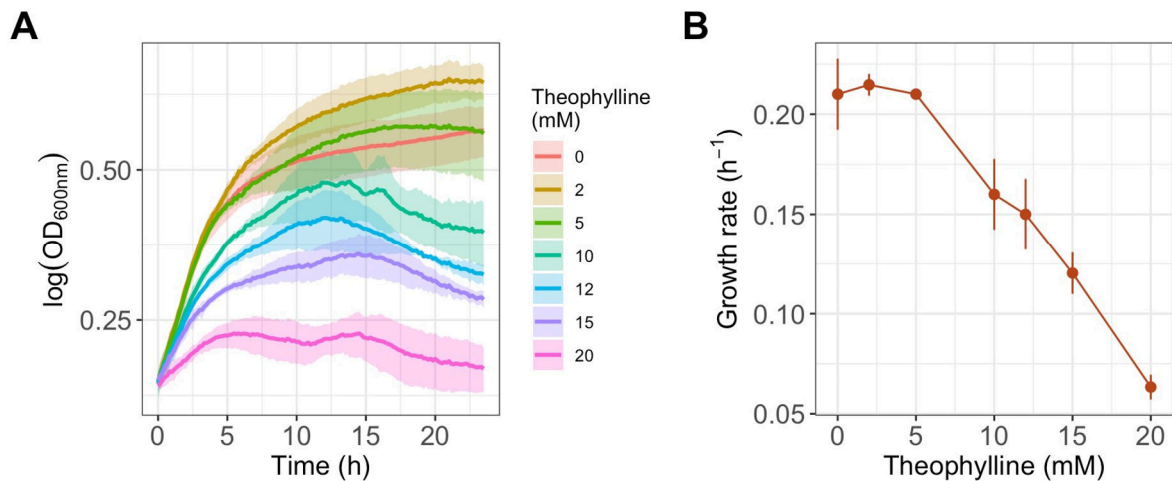 A
log(OD600nm)
0.50
0.25
0 5 10 15 20
Time (h)
Theophylline
(mM)
0
2
5
10
12
15
20
B
Growth rate (h⁻¹)
0.20
0.15
0.10
0.05
0 5 10 15 20
Theophylline (mM)